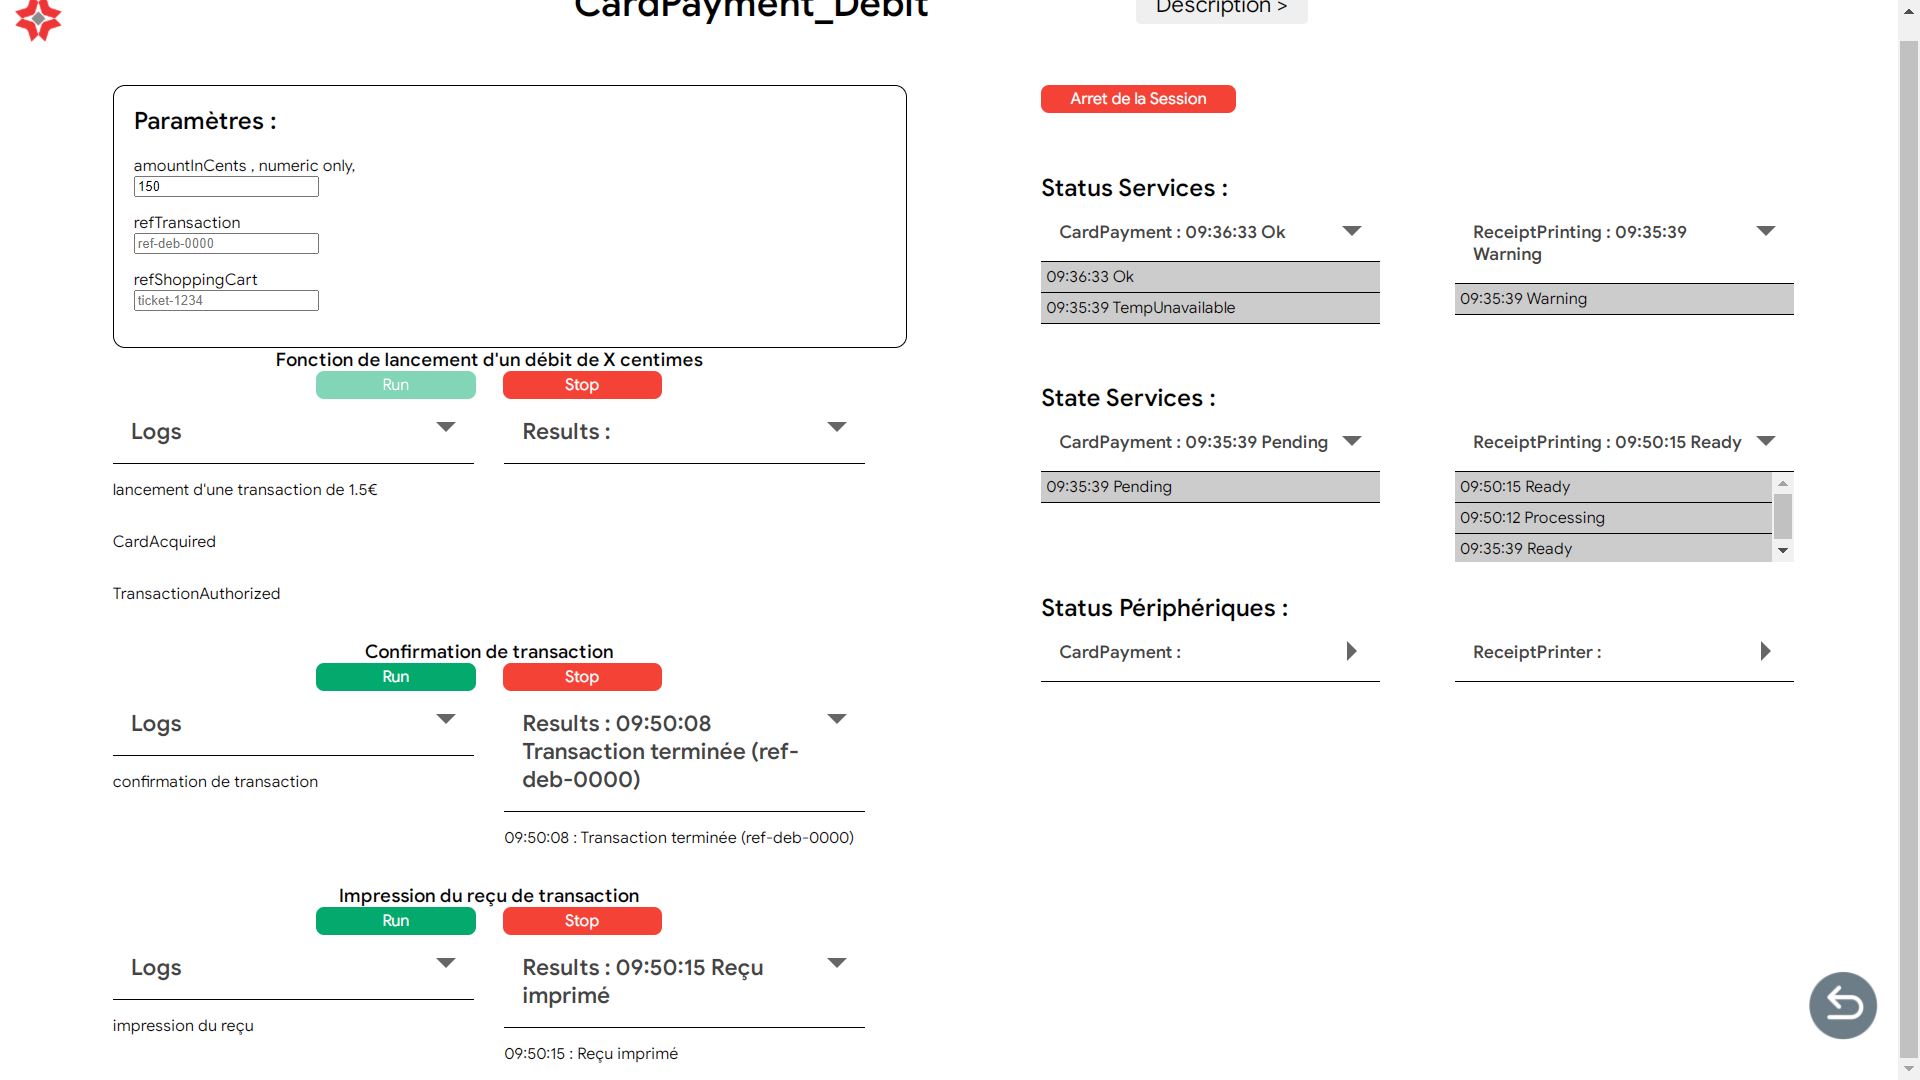 CardPayment_Debit
Description >
Paramètres :
amountInCents , numeric only,
150
refTransaction
ref-deb-0000
refShoppingCart
ticket-1234
Fonction de lancement d'un débit de X centimes
Run
Stop
Logs
Results :
lancement d'une transaction de 1.5€
CardAcquired
TransactionAuthorized
Confirmation de transaction
Run
Stop
Logs
Results : 09:50:08
Transaction terminée (ref-
deb-0000)
confirmation de transaction
09:50:08 : Transaction terminée (ref-deb-0000)
Impression du reçu de transaction
Run
Stop
Logs
Results : 09:50:15 Reçu
imprimé
impression du reçu
09:50:15 : Reçu imprimé
Arret de la Session
Status Services :
CardPayment : 09:36:33 Ok
09:36:33 Ok
09:35:39 TempUnavailable
ReceiptPrinting : 09:35:39
Warning
09:35:39 Warning
State Services :
CardPayment : 09:35:39 Pending
09:35:39 Pending
ReceiptPrinting : 09:50:15 Ready
09:50:15 Ready
09:50:12 Processing
09:35:39 Ready
Status Périphériques :
CardPayment :
ReceiptPrinter :